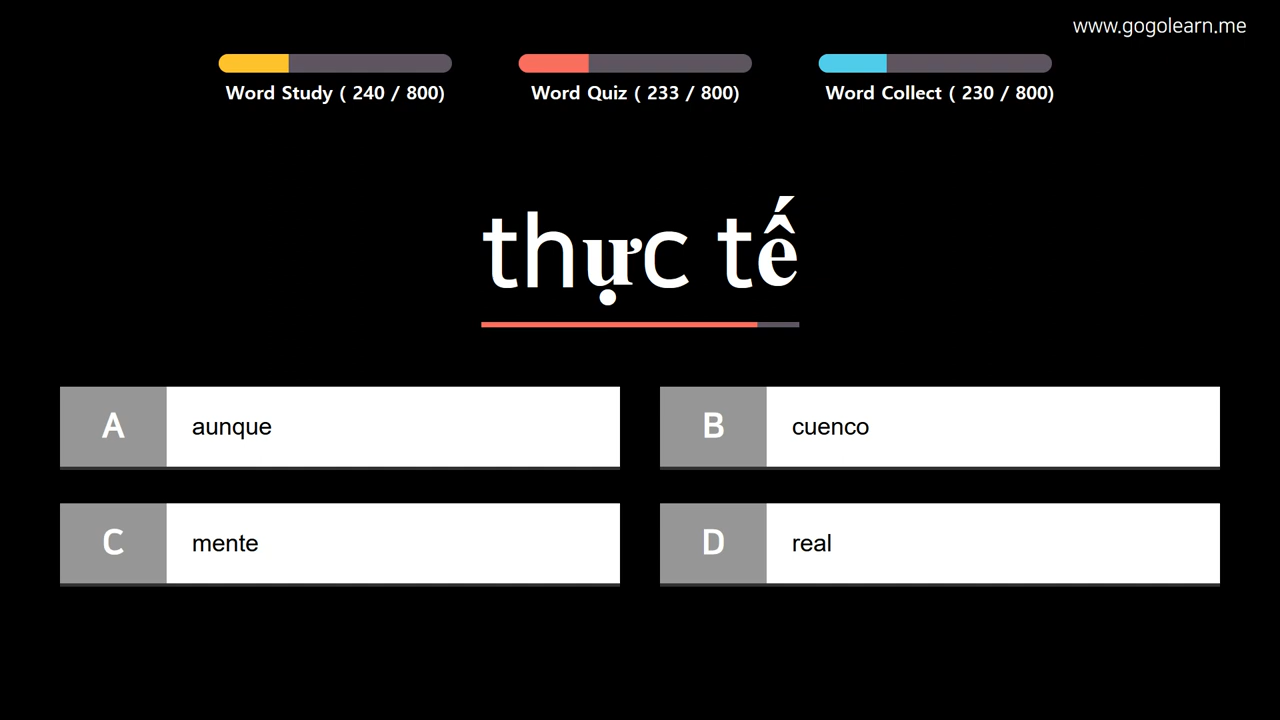 www.gogolearn.me
Word Study ( 240 / 800)
Word Quiz ( 233 / 800)
Word Collect ( 230 / 800)
thực tế
A aunque
B cuenco
C mente
D real